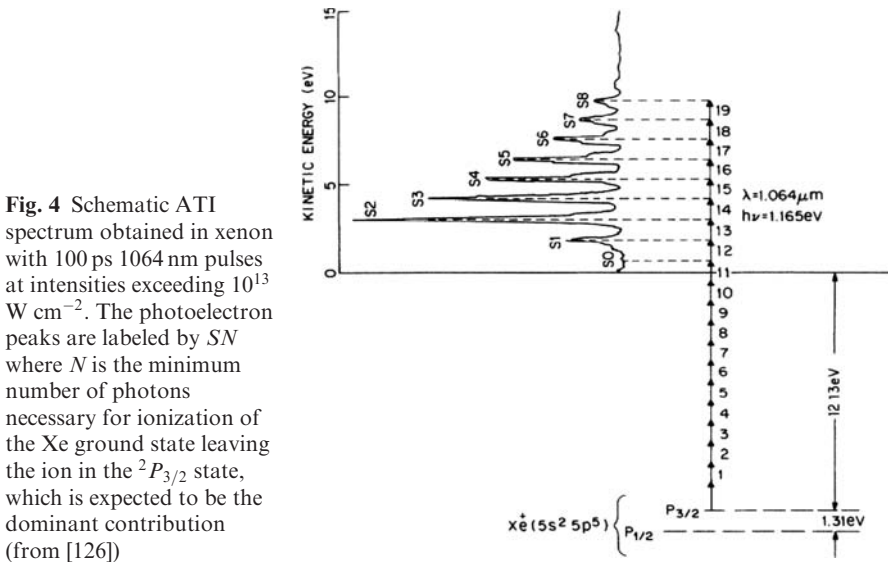 Fig. 4 Schematic ATI
spectrum obtained in xenon
with 100 ps 1064 nm pulses
at intensities exceeding 10¹³
W cm⁻². The photoelectron
peaks are labeled by SN
where N is the minimum
number of photons
necessary for ionization of
the Xe ground state leaving
the ion in the ²P₃/₂ state,
which is expected to be the
dominant contribution
(from [126])
KINETIC ENERGY (eV)
15
10
5
0
S8
S7
S6
S5
S4
S3
S2
S1
S0
19
18
17
16
15
14
13
12
11
10
9
8
7
6
5
4
3
2
1
λ=1.064μm
hν=1.165eV
12.13eV
P3/2
1.31eV
Xe⁺(5s² 5p⁵)
P1/2